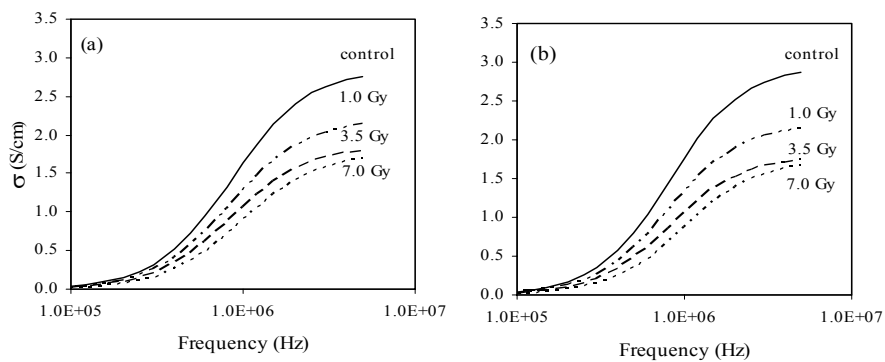 (a)
control
1.0 Gy
3.5 Gy
7.0 Gy
3.5
3.0
2.5
2.0
1.5
1.0
0.5
0.0
σ (S/cm)
1.0E+05
1.0E+06
1.0E+07
Frequency (Hz)
(b)
control
1.0 Gy
3.5 Gy
7.0 Gy
3.5
3.0
2.5
2.0
1.5
1.0
0.5
0.0
1.0E+05
1.0E+06
1.0E+07
Frequency (Hz)